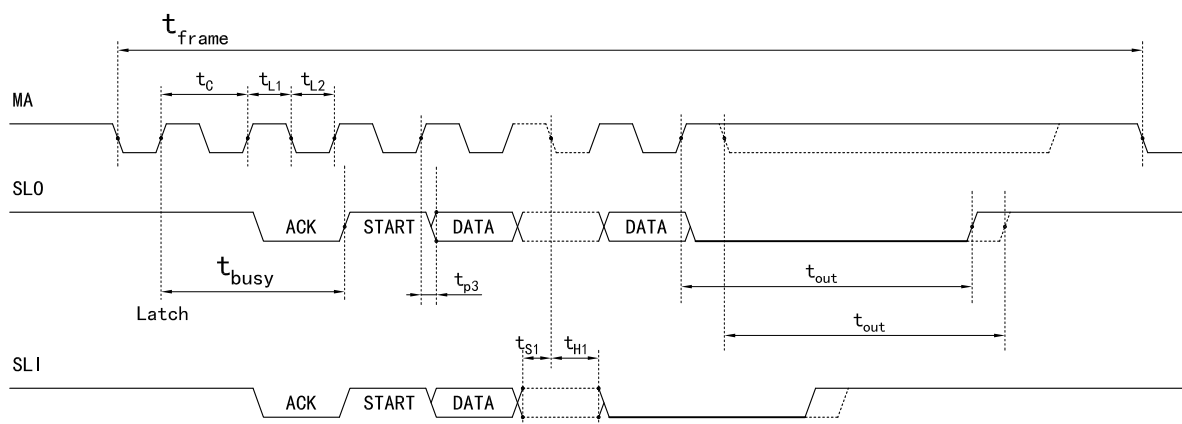 tframe
tC tL1 tL2
MA
SLO
ACK START DATA DATA
tbusy
tp3
tout
Latch
tout
tS1 tH1
SLI
ACK START DATA